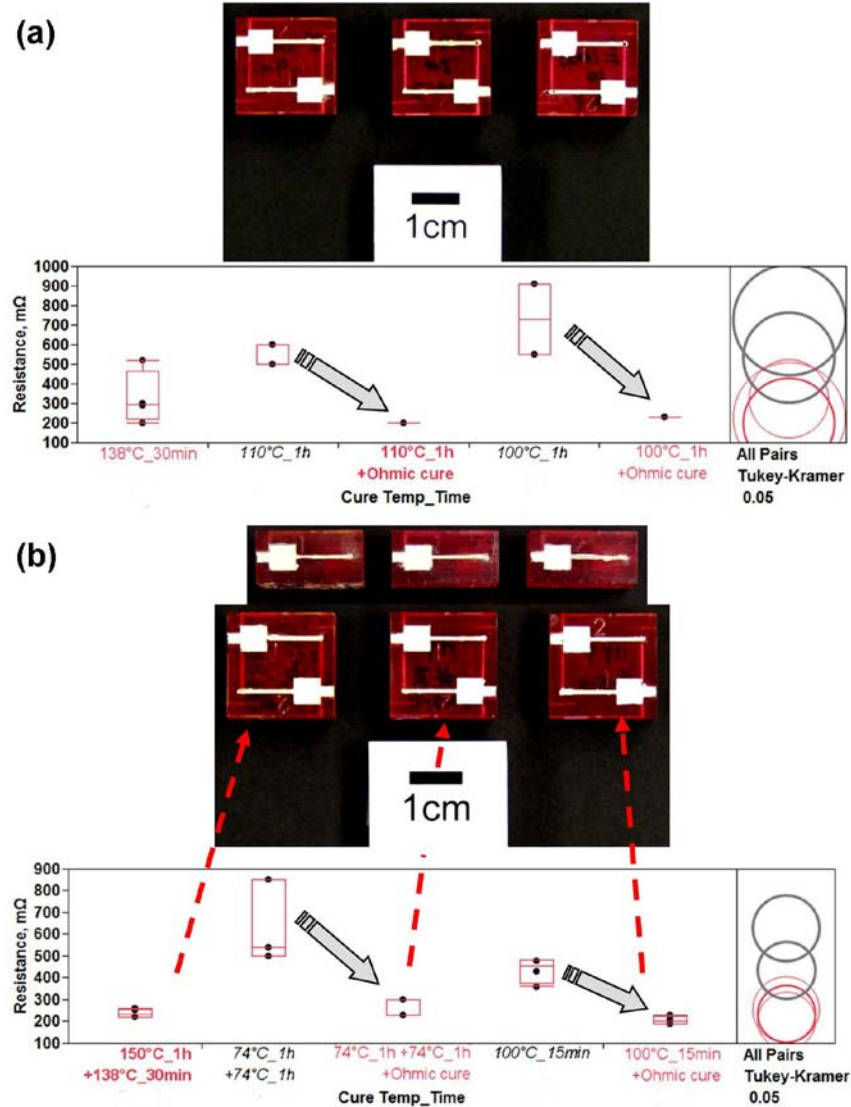 (a)
1cm
1000
900
800
700
600
500
400
300
200
100
Resistance, mΩ
138°C_30min 110°C_1h 110°C_1h 100°C_1h 100°C_1h
+Ohmic cure +Ohmic cure
Cure Temp_Time
All Pairs
Tukey-Kramer
0.05
(b)
2
1cm
900
800
700
600
500
400
300
200
100
Resistance, mΩ
150°C_1h 74°C_1h 74°C_1h +74°C_1h 100°C_15min 100°C_15min
+138°C_30min +74°C_1h +Ohmic cure +Ohmic cure
Cure Temp_Time
All Pairs
Tukey-Kramer
0.05